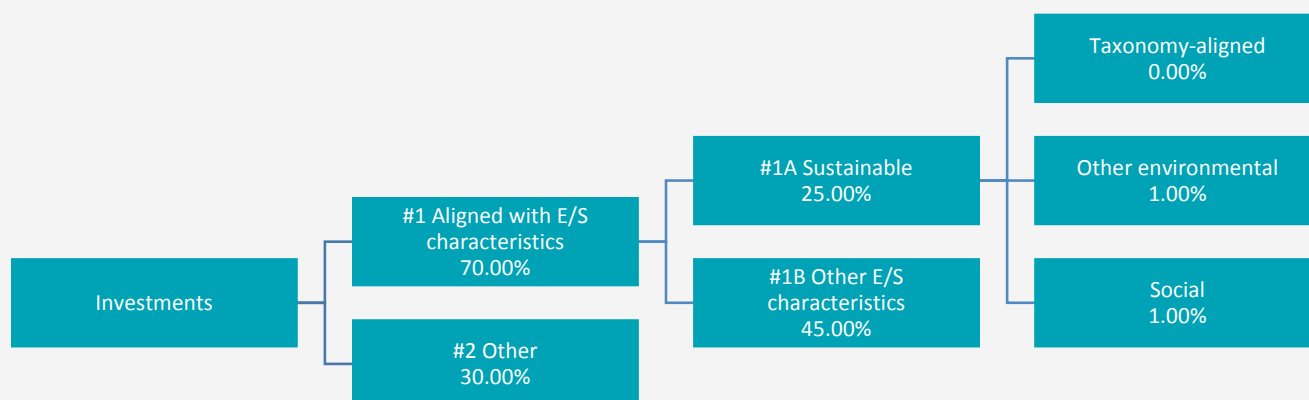 Investments
#1 Aligned with E/S
characteristics
70.00%
#2 Other
30.00%
#1A Sustainable
25.00%
#1B Other E/S
characteristics
45.00%
Taxonomy-aligned
0.00%
Other environmental
1.00%
Social
1.00%